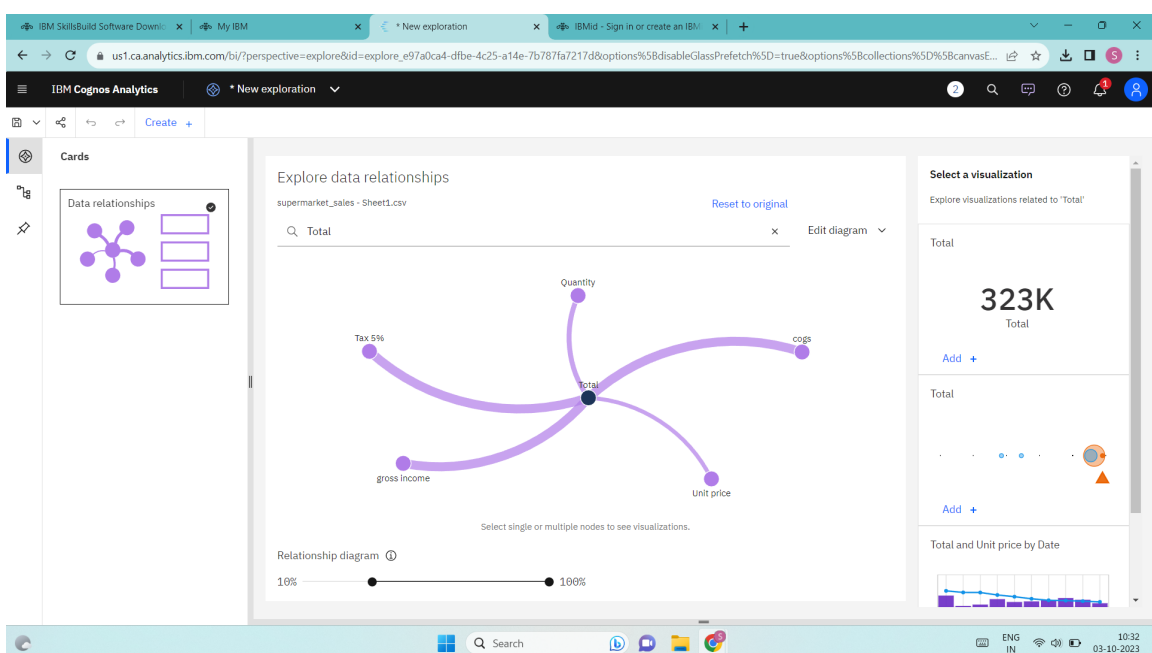 IBM SkillsBuild Software Downlo
My IBM
* New exploration
IBMid - Sign in or create an IBMi
us1.ca.analytics.ibm.com/bi/?perspective=explore&id=explore_e97a0ca4-dfbe-4c25-a14e-7b787fa7217d&options%5BdisableGlassPrefetch%5D=true&options%5Bcollections%5D%5BcanvasE...
S
IBM Cognos Analytics
* New exploration
2
1
Create +
Cards
Data relationships
Explore data relationships
supermarket_sales - Sheet1.csv
Reset to original
Total
Edit diagram
Quantity
Tax 5%
cogs
Total
gross income
Unit price
Select single or multiple nodes to see visualizations.
Relationship diagram
10%
100%
Select a visualization
Explore visualizations related to 'Total'
Total
323K
Total
Add +
Total
Add +
Total and Unit price by Date
Search
S
ENG
IN
10:32
03-10-2023